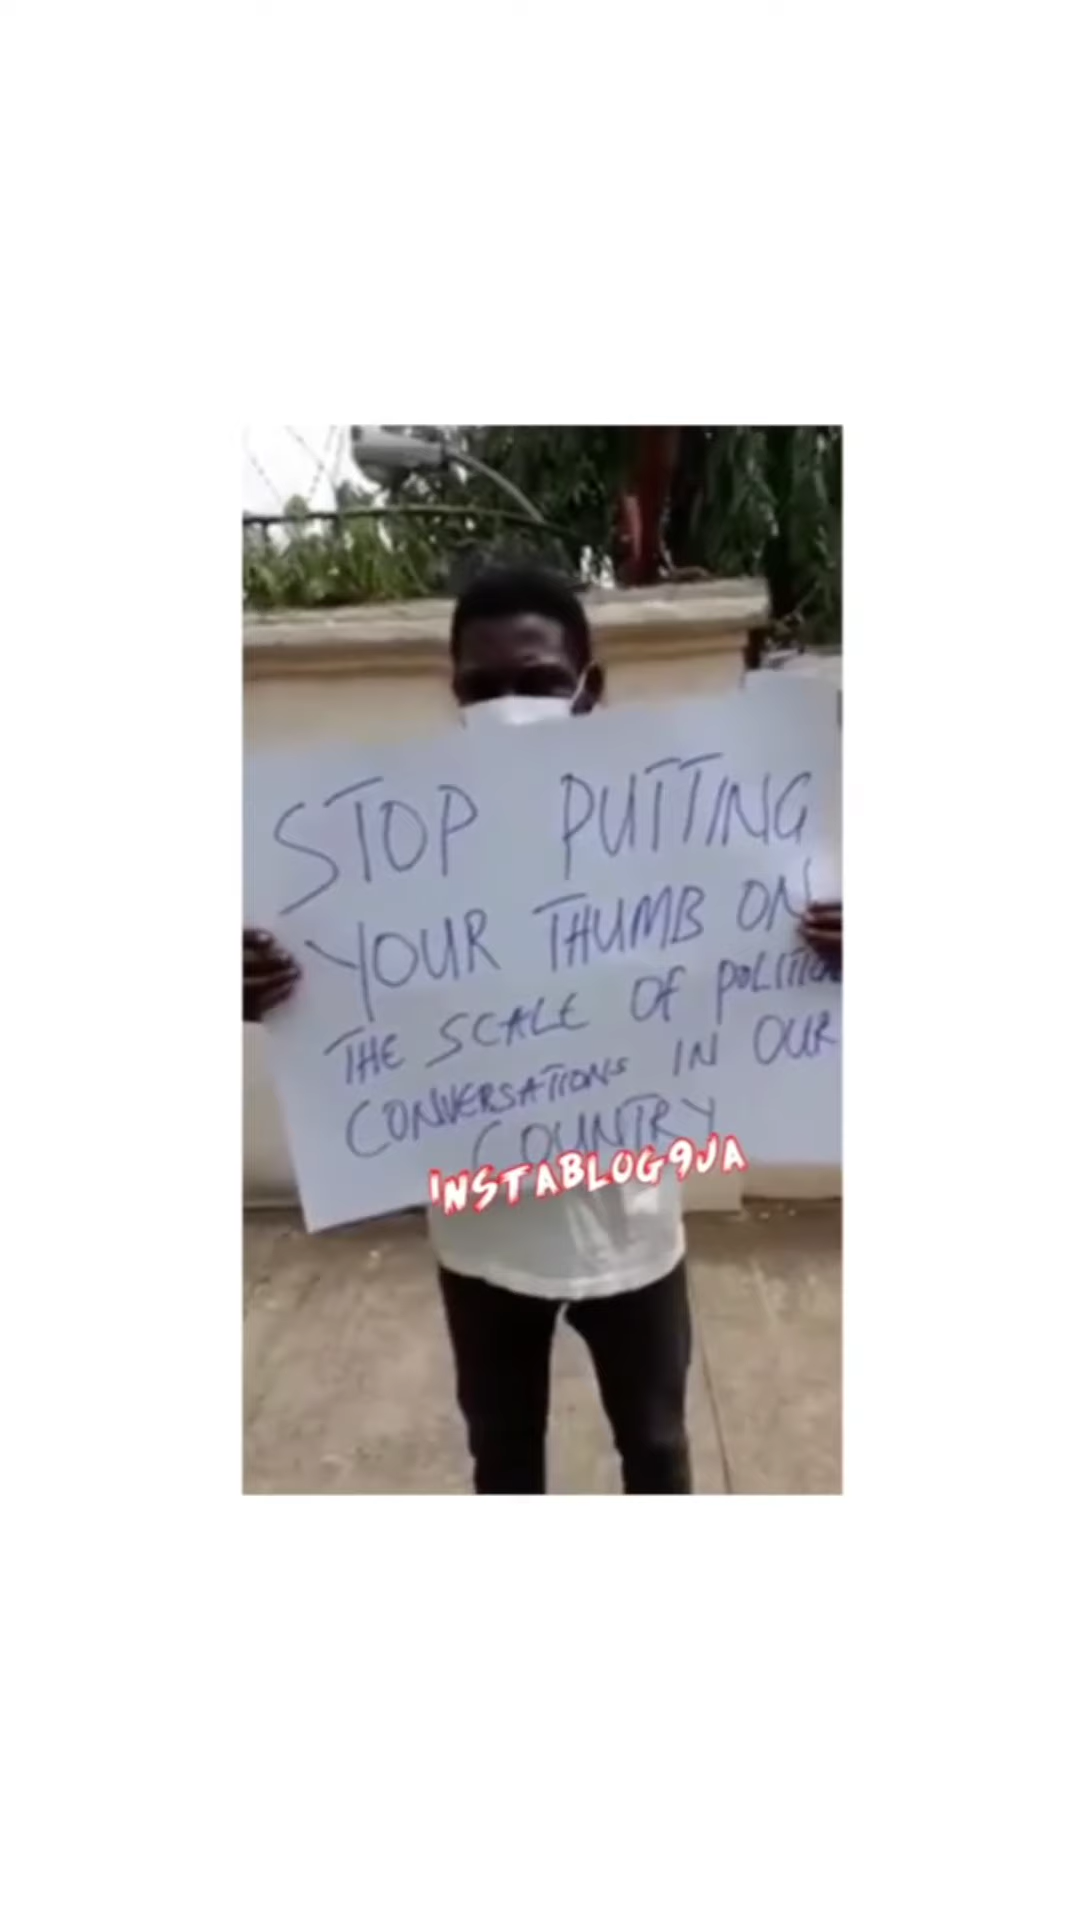 STOP PUTTING
YOUR THUMB ON
THE SCALE OF
CONVERSATIONS IN OUR
COUNTRY
INSTABLOG9JA